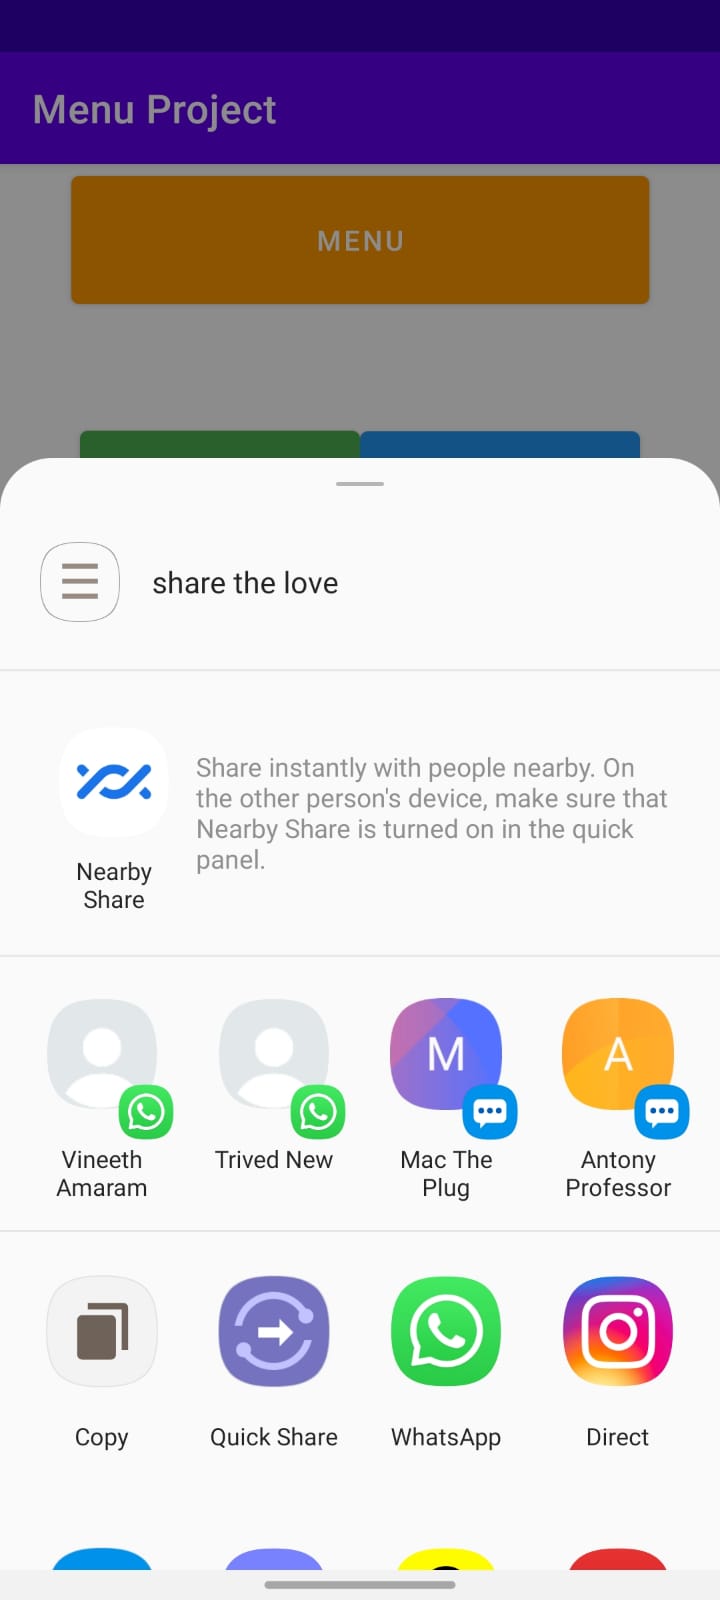 Menu Project
MENU
share the love
Share instantly with people nearby. On
the other person's device, make sure that
Nearby Share is turned on in the quick
panel.
Nearby
Share
M
A
Vineeth
Amaram
Trived New
Mac The
Plug
Antony
Professor
Copy
Quick Share
WhatsApp
Direct